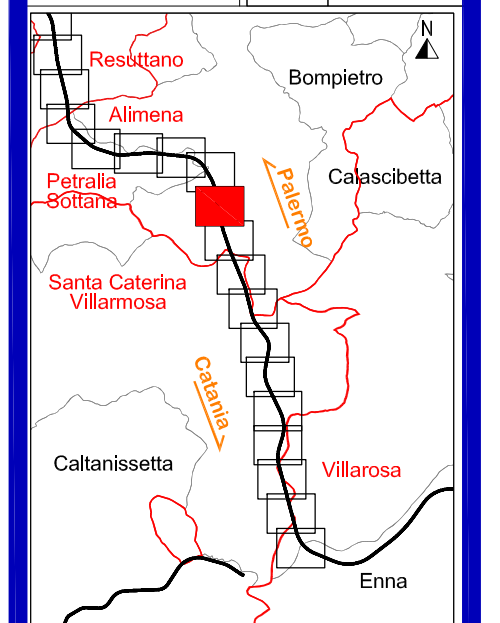 N
Resuttano
Bompietro
Alimena
Petralia
Sottana
Palermo
Calascibetta
Santa Caterina
Villarmosa
Catania
Caltanissetta
Villarosa
Enna